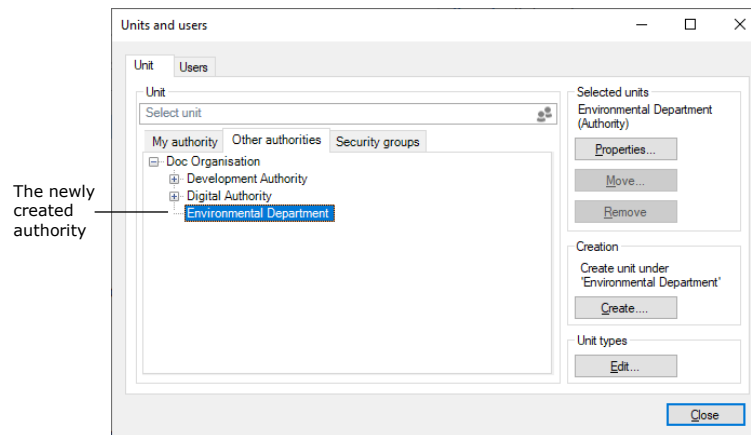 Units and users
Unit
Users
Unit
Select unit
My authority
Other authorities
Security groups
Doc Organisation
Development Authority
Digital Authority
Environmental Department
The newly
created
authority
Selected units
Environmental Department
(Authority)
Properties...
Move...
Remove
Creation
Create unit under
'Environmental Department'
Create....
Unit types
Edit...
Close